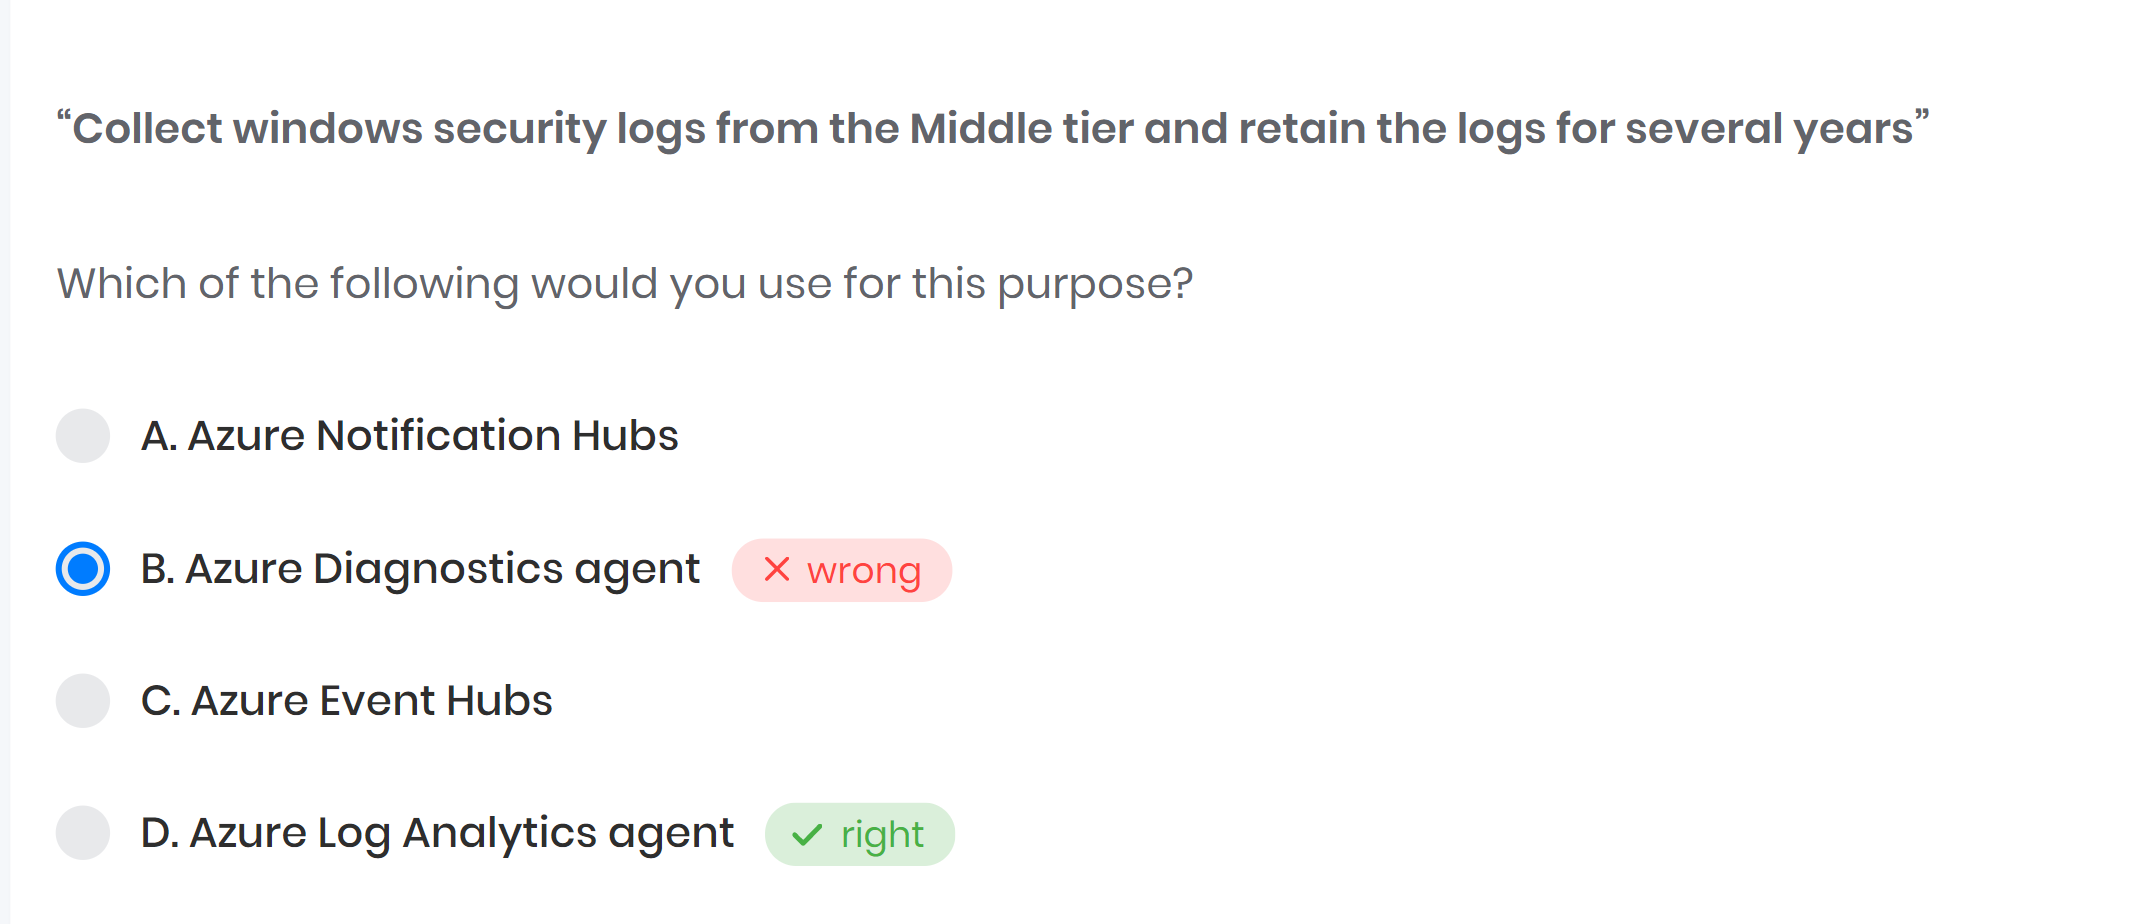 “Collect windows security logs from the Middle tier and retain the logs for several years”
Which of the following would you use for this purpose?
A. Azure Notification Hubs
B. Azure Diagnostics agent wrong
C. Azure Event Hubs
D. Azure Log Analytics agent right